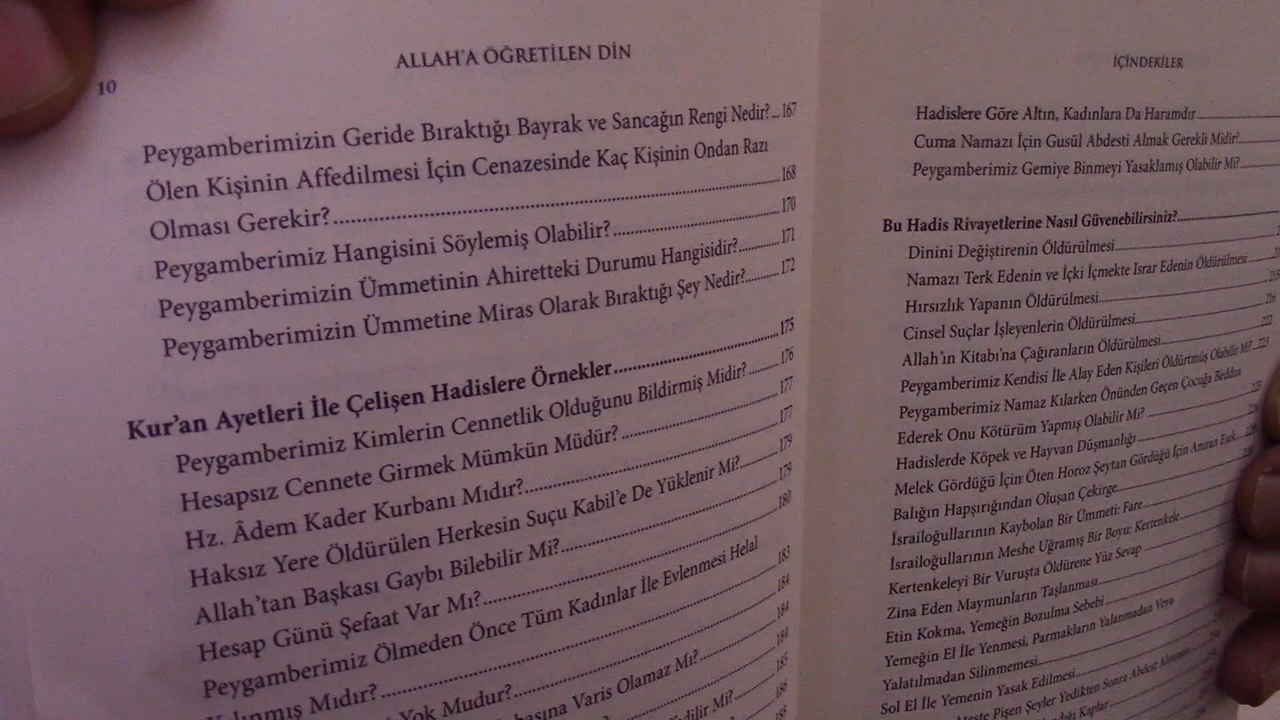 10
ALLAH'A ÖĞRETİLEN DİN
Peygamberimizin Geride Bıraktığı Bayrak ve Sancağın Rengi Nedir?...167
Ölen Kişinin Affedilmesi İçin Cenazesinde Kaç Kişinin Ondan Razı
Olması Gerekir?...168
Peygamberimiz Hangisini Söylemiş Olabilir?...170
Peygamberimizin Ümmetinin Ahiretteki Durumu Hangisidir?...171
Peygamberimizin Ümmetine Miras Olarak Bıraktığı Şey Nedir?...172
Kur'an Ayetleri İle Çelişen Hadislere Örnekler...175
Peygamberimiz Kimlerin Cennetlik Olduğunu Bildirmiş Midir?...176
Hesapsız Cennete Girmek Mümkün Müdür?...177
Hz. Âdem Kader Kurbanı Mıdır?...177
Haksız Yere Öldürülen Herkesin Suçu Kabil'e De Yüklenir Mi?...179
Allah'tan Başkası Gaybı Bilebilir Mi?...179
Hesap Günü Şefaat Var Mı?...180
Peygamberimiz Ölmeden Önce Tüm Kadınlar İle Evlenmesi Helal
Mıdır?...183
Yok Mudur?...184
Varis Olamaz Mı?...184
Mi?...185
İÇİNDEKİLER
Hadislere Göre Altın, Kadınlara Da Haramdır
Cuma Namazı İçin Gusül Abdesti Almak Gerekli Midir?
Peygamberimiz Gemiye Binmeyi Yasaklamış Olabilir Mi?
Bu Hadis Rivayetlerine Nasıl Güvenebilirsiniz?
Dinini Değiştirenin Öldürülmesi
Namazı Terk Edenin ve İçki İçmekte Israr Edenin Öldürülmesi
Hırsızlık Yapanın Öldürülmesi
Cinsel Suçlar İşleyenlerin Öldürülmesi
Allah'ın Kitabı'na Çağıranların Öldürülmesi
Peygamberimiz Kendisi İle Alay Eden Kişileri Öldürtmüş Olabilir Mi?...223
Peygamberimiz Namaz Kılarken Önünden Geçen Çocuğa Beddua
Ederek Onu Kötürüm Yapmış Olabilir Mi?
Hadislerde Köpek ve Hayvan Düşmanlığı
Melek Gördüğü İçin Öten Horoz Şeytan Gördüğü İçin Anıran Eşek
Balığın Hapşırığından Oluşan Çekirge
İsrailoğullarının Kaybolan Bir Ümmeti: Fare
İsrailoğullarının Meshe Uğramış Bir Boyu: Kertenkele
Kertenkeleyi Bir Vuruşta Öldürene Yüz Sevap
Zina Eden Maymunların Taşlanması
Etin Kokma, Yemeğin Bozulma Sebebi
Yemeğin El İle Yenmesi, Parmakların Yalanmadan Veya
Yalatılmadan Silinmemesi
Sol El İle Yemenin Yasak Edilmesi
Pişen Şeyler Yedikten Sonra Abdest Alınması
Kaplar